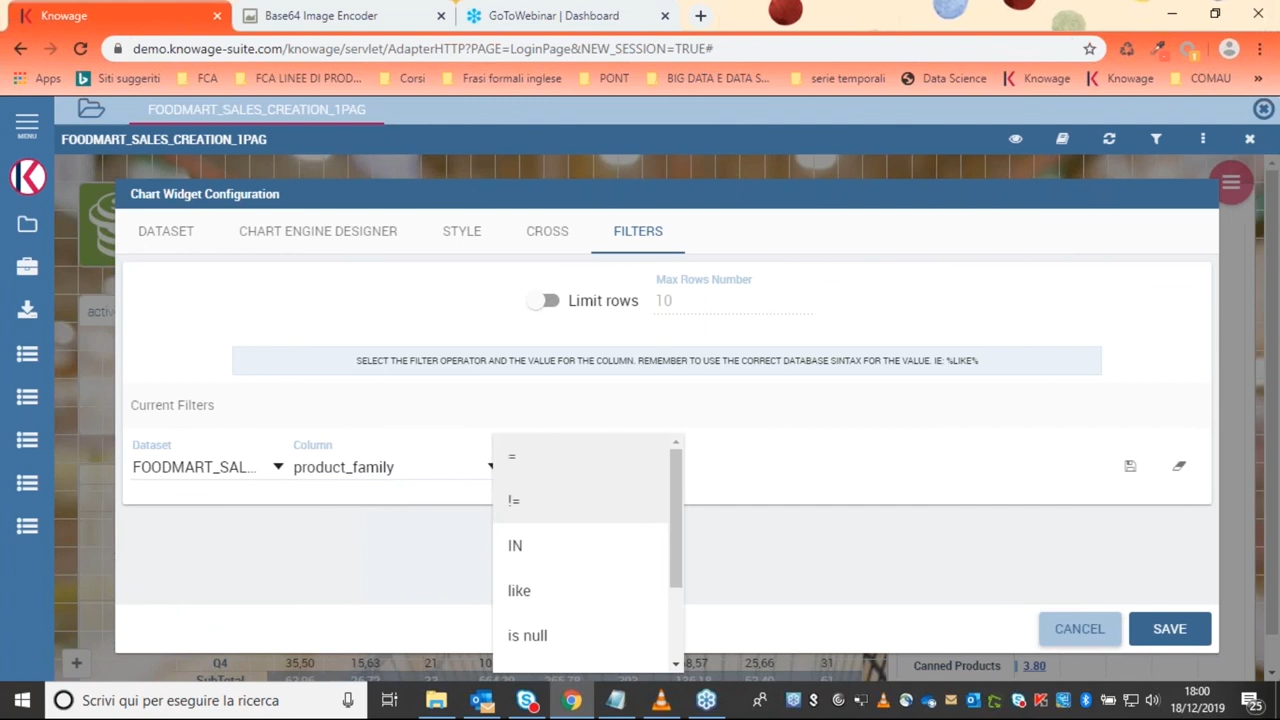 Knowage
Base64 Image Encoder
GoToWebinar | Dashboard
demo.knowage-suite.com/knowage/servlet/AdapterHTTP?PAGE=LoginPage&NEW_SESSION=TRUE#
Apps Siti suggeriti FCA FCA LINEE DI PROD... Corsi Frasi formali inglese PONT BIG DATA E DATA S... serie temporali Data Science Knowage Knowage COMAU »
FOODMART_SALES_CREATION_1PAG
MENU
FOODMART_SALES_CREATION_1PAG
Chart Widget Configuration
DATASET CHART ENGINE DESIGNER STYLE CROSS FILTERS
Max Rows Number
Limit rows 10
SELECT THE FILTER OPERATOR AND THE VALUE FOR THE COLUMN. REMEMBER TO USE THE CORRECT DATABASE SINTAX FOR THE VALUE. IE: %LIKE%
Current Filters
Dataset Column
FOODMART_SAL... product_family
=
!=
IN
like
is null
CANCEL SAVE
Q4 35,50 15,63 21 25,66 31
Canned Products 3.80
Scrivi qui per eseguire la ricerca
18:00
18/12/2019
25